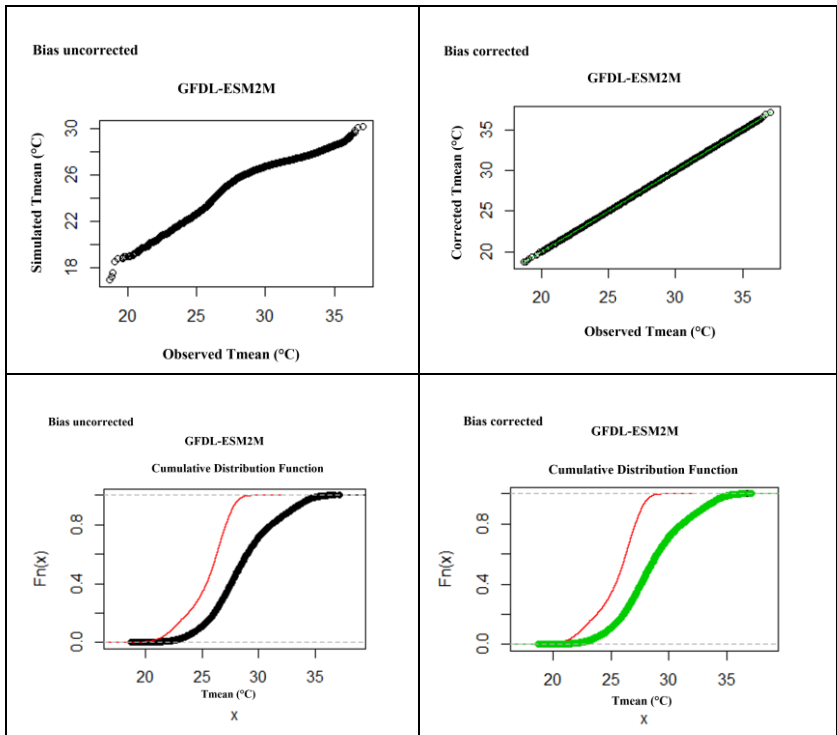 Bias uncorrected
GFDL-ESM2M
Simulated Tmean (°C)
30
26
22
18
20
25
30
35
Observed Tmean (°C)
Bias corrected
GFDL-ESM2M
Corrected Tmean (°C)
35
30
25
20
20
25
30
35
Observed Tmean (°C)
Bias uncorrected
GFDL-ESM2M
Cumulative Distribution Function
Fn(x)
0.8
0.4
0.0
20
25
30
35
Tmean (°C)
x
Bias corrected
GFDL-ESM2M
Cumulative Distribution Function
Fn(x)
0.8
0.4
0.0
20
25
30
35
Tmean (°C)
x